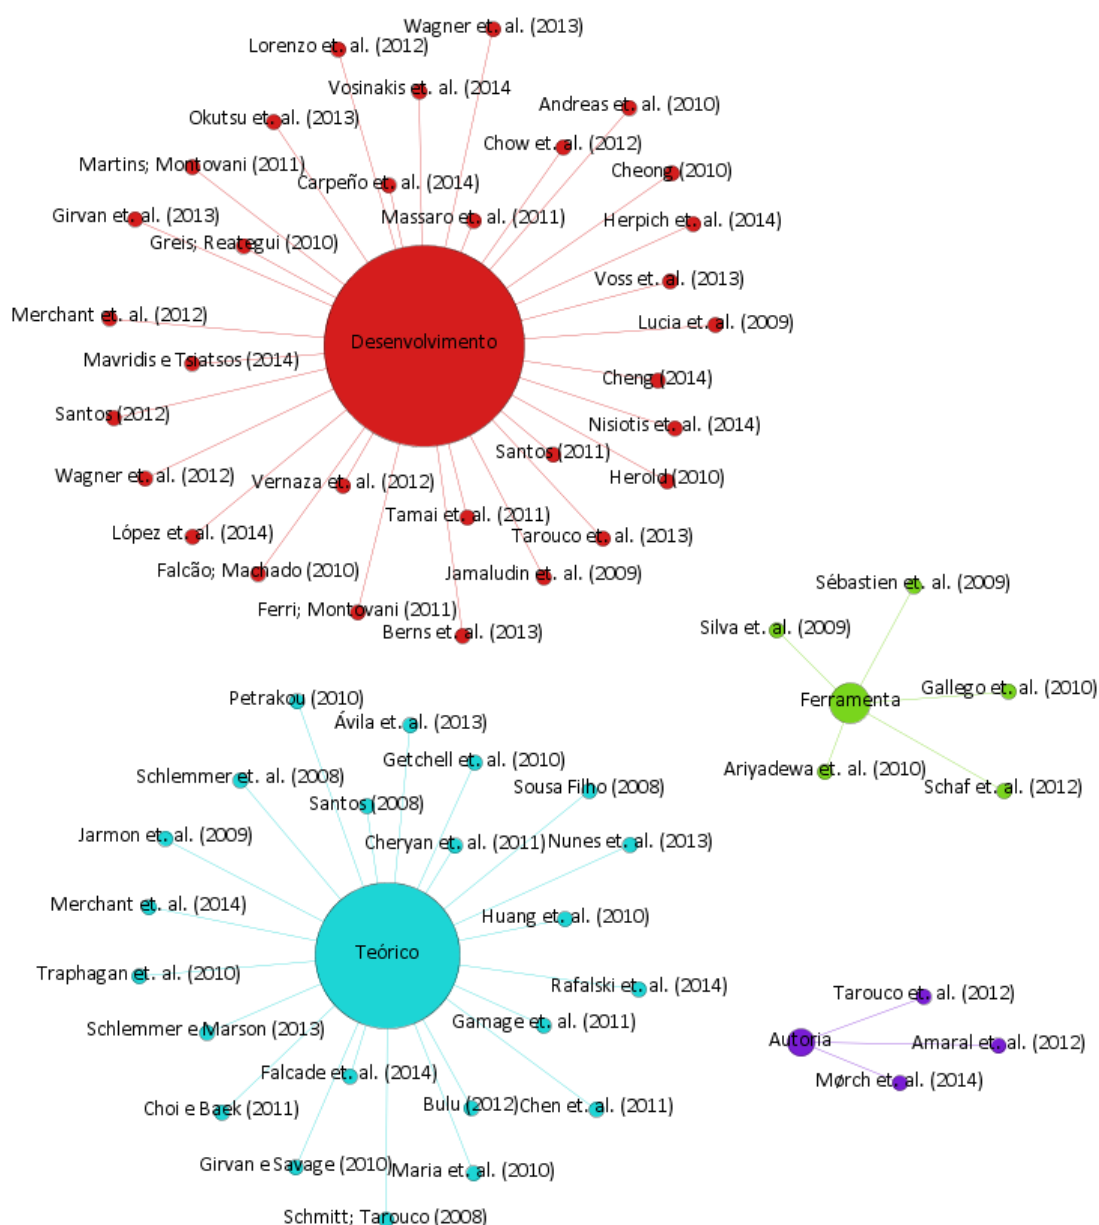 Wagner et. al. (2013)
Lorenzo et. al. (2012)
Vosinakis et. al. (2014
Andreas et. al. (2010)
Okutsu et. al. (2013)
Chow et. al. (2012)
Martins; Montovani (2011)
Cheong (2010)
Carpeño et. al. (2014)
Girvan et. al. (2013)
Massaro et. al. (2011)
Herpich et. al. (2014)
Greis; Reategui (2010)
Voss et. al. (2013)
Merchant et. al. (2012)
Lucia et. al. (2009)
Desenvolvimento
Mavridis e Tsiatsos (2014)
Cheng (2014)
Santos (2012)
Nisiotis et. al. (2014)
Santos (2011)
Wagner et. al. (2012)
Vernaza et. al. (2012)
Herold (2010)
Tamai et. al. (2011)
López et. al. (2014)
Tarouco et. al. (2013)
Falcão; Machado (2010)
Jamaludin et. al. (2009)
Ferri; Montovani (2011)
Berns et. al. (2013)
Sébastien et. al. (2009)
Silva et. al. (2009)
Gallego et. al. (2010)
Ferramenta
Ariyadewa et. al. (2010)
Schaf et. al. (2012)
Petrakou (2010)
Ávila et. al. (2013)
Getchell et. al. (2010)
Schlemmer et. al. (2008)
Sousa Filho (2008)
Santos (2008)
Jarmon et. al. (2009)
Cheryan et. al. (2011)
Nunes et. al. (2013)
Merchant et. al. (2014)
Huang et. al. (2010)
Teórico
Traphagan et. al. (2010)
Rafalski et. al. (2014)
Schlemmer e Marson (2013)
Gamage et. al. (2011)
Falcade et. al. (2014)
Choi e Baek (2011)
Bulu (2012)
Chen et. al. (2011)
Girvan e Savage (2010)
Maria et. al. (2010)
Schmitt; Tarouco (2008)
Tarouco et. al. (2012)
Autoria
Amaral et. al. (2012)
Mørch et. al. (2014)